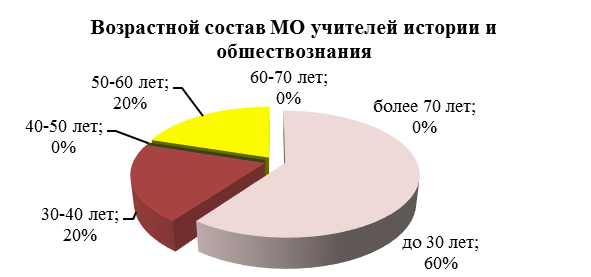 Возрастной состав МО учителей истории и
обшествознания
60-70 лет;
0%
50-60 лет;
20%
более 70 лет;
0%
40-50 лет;
0%
30-40 лет;
20%
до 30 лет;
60%